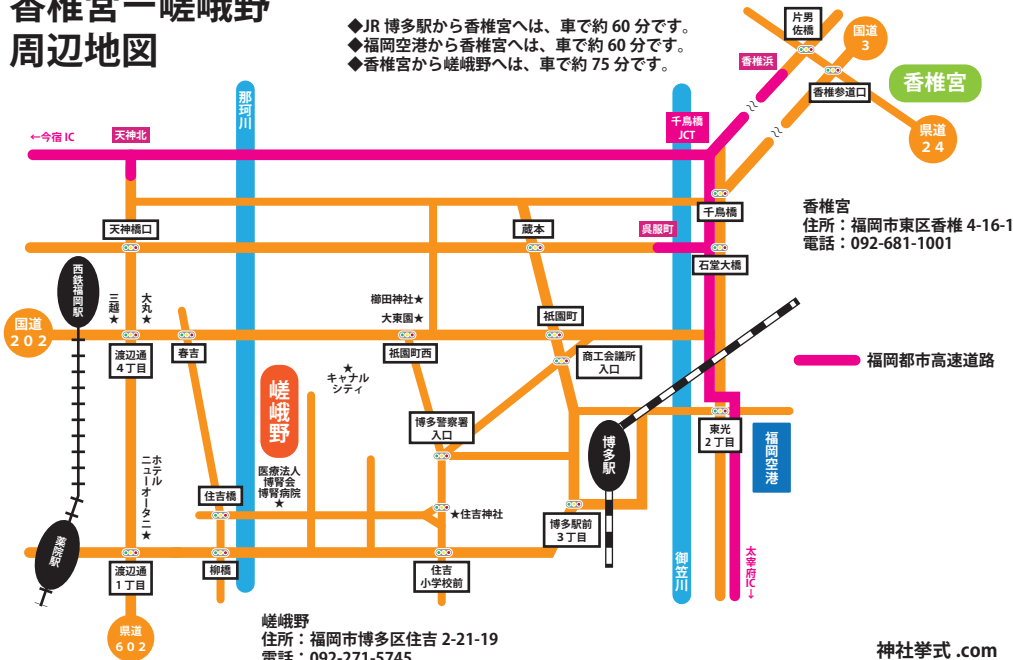 香椎宮ー嵯峨野
周辺地図
◆JR 博多駅から香椎宮へは、車で約 60 分です。
◆福岡空港から香椎宮へは、車で約 60 分です。
◆香椎宮から嵯峨野へは、車で約 75 分です。
片男
佐橋
国道
3
香椎浜
香椎宮
香椎参道口
県道
24
那珂川
←今宿 IC
天神北
千鳥橋
JCT
香椎宮
住所：福岡市東区香椎 4-16-1
電話：092-681-1001
天神橋口
蔵本
呉服町
千鳥橋
石堂大橋
西鉄福岡駅
三越★
大丸★
櫛田神社★
大東園★
祇園町
国道
202
渡辺通
4丁目
春吉
祇園町西
商工会議所
入口
福岡都市高速道路
★
キャナル
シティ
嵯峨野
博多警察署
入口
博多駅
東光
2丁目
福岡空港
ホテル
ニューオータニ★
医療法人
博腎会
博腎病院
★
住吉橋
★住吉神社
博多駅前
3丁目
薬院駅
渡辺通
1丁目
柳橋
住吉
小学校前
御笠川
太宰府IC→
県道
602
嵯峨野
住所：福岡市博多区住吉 2-21-19
電話：092-271-5745
神社挙式 .com